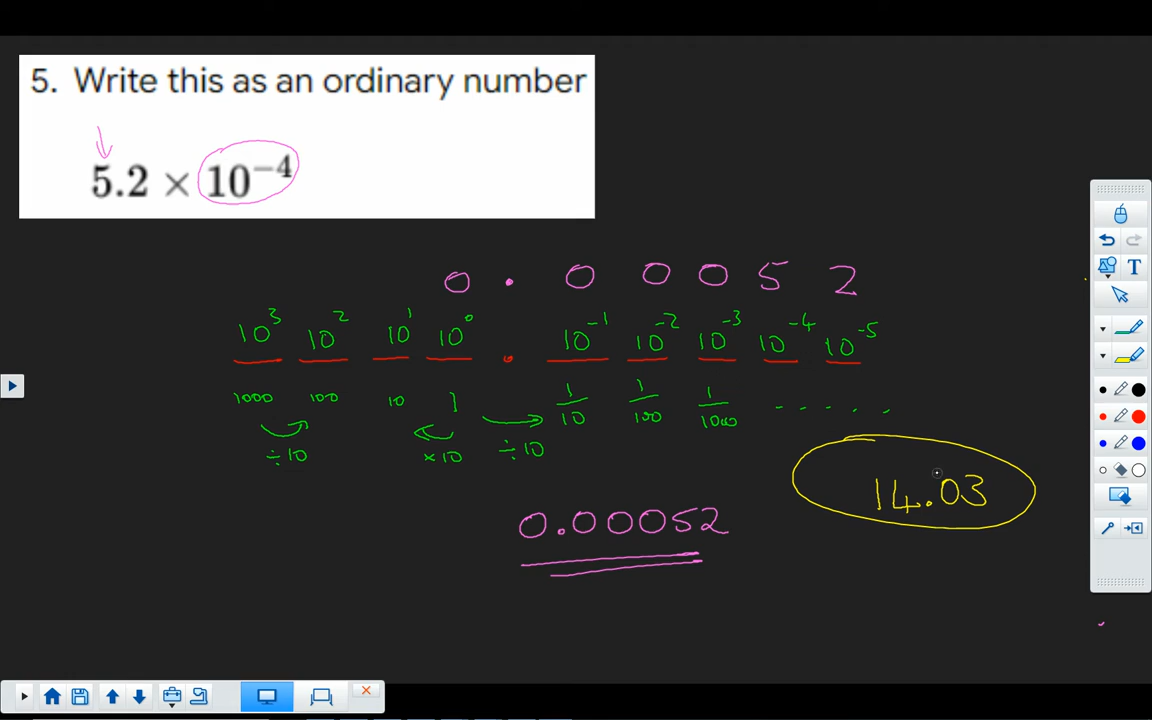 5. Write this as an ordinary number
5.2 × 10⁻⁴
0 . 0 0 0 5 2
10³ 10² 10¹ 10⁰ . 10⁻¹ 10⁻² 10⁻³ 10⁻⁴ 10⁻⁵
1000 100 10 1 1/10 1/100 1/1000 .....
÷10 ×10 ÷10
14.03
0.00052
T